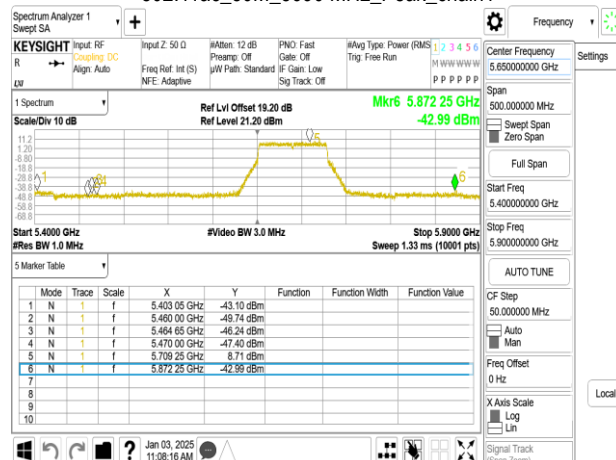 Spectrum Analyzer 1
Swept SA
Frequency
Settings
KEYSIGHT
R
Input: RF
Coupling: DC
Align: Auto
Input Z: 50 Ω
Freq Ref: Int (S)
NFE: Adaptive
#Atten: 12 dB
Preamp: Off
µW Path: Standard
PNO: Fast
Gate: Off
IF Gain: Low
Sig Track: Off
#Avg Type: Power (RMS
Trig: Free Run
1 2 3 4 5 6
M W W W W W
P P P P P P
1 Spectrum
Scale/Div 10 dB
Ref Lvl Offset 19.20 dB
Ref Level 21.20 dBm
Mkr6 5.872 25 GHz
-42.99 dBm
11.2
1.20
-8.80
-18.8
-28.8
-38.8
-48.8
-58.8
-68.8
1
5
6
Start 5.4000 GHz
#Res BW 1.0 MHz
#Video BW 3.0 MHz
Stop 5.9000 GHz
Sweep 1.33 ms (10001 pts)
5 Marker Table
Mode Trace Scale X Y Function Function Width Function Value
1 N 1 f 5.403 05 GHz -43.10 dBm
2 N 1 f 5.460 00 GHz -49.74 dBm
3 N 1 f 5.464 65 GHz -46.24 dBm
4 N 1 f 5.470 00 GHz -47.40 dBm
5 N 1 f 5.709 25 GHz 8.71 dBm
6 N 1 f 5.872 25 GHz -42.99 dBm
7
8
9
10
Jan 03, 2025
11:08:16 AM
Center Frequency
5.650000000 GHz
Span
500.000000 MHz
Swept Span
Zero Span
Full Span
Start Freq
5.400000000 GHz
Stop Freq
5.900000000 GHz
AUTO TUNE
CF Step
50.000000 MHz
Auto
Man
Freq Offset
0 Hz
X Axis Scale
Log
Lin
Signal Track
Local